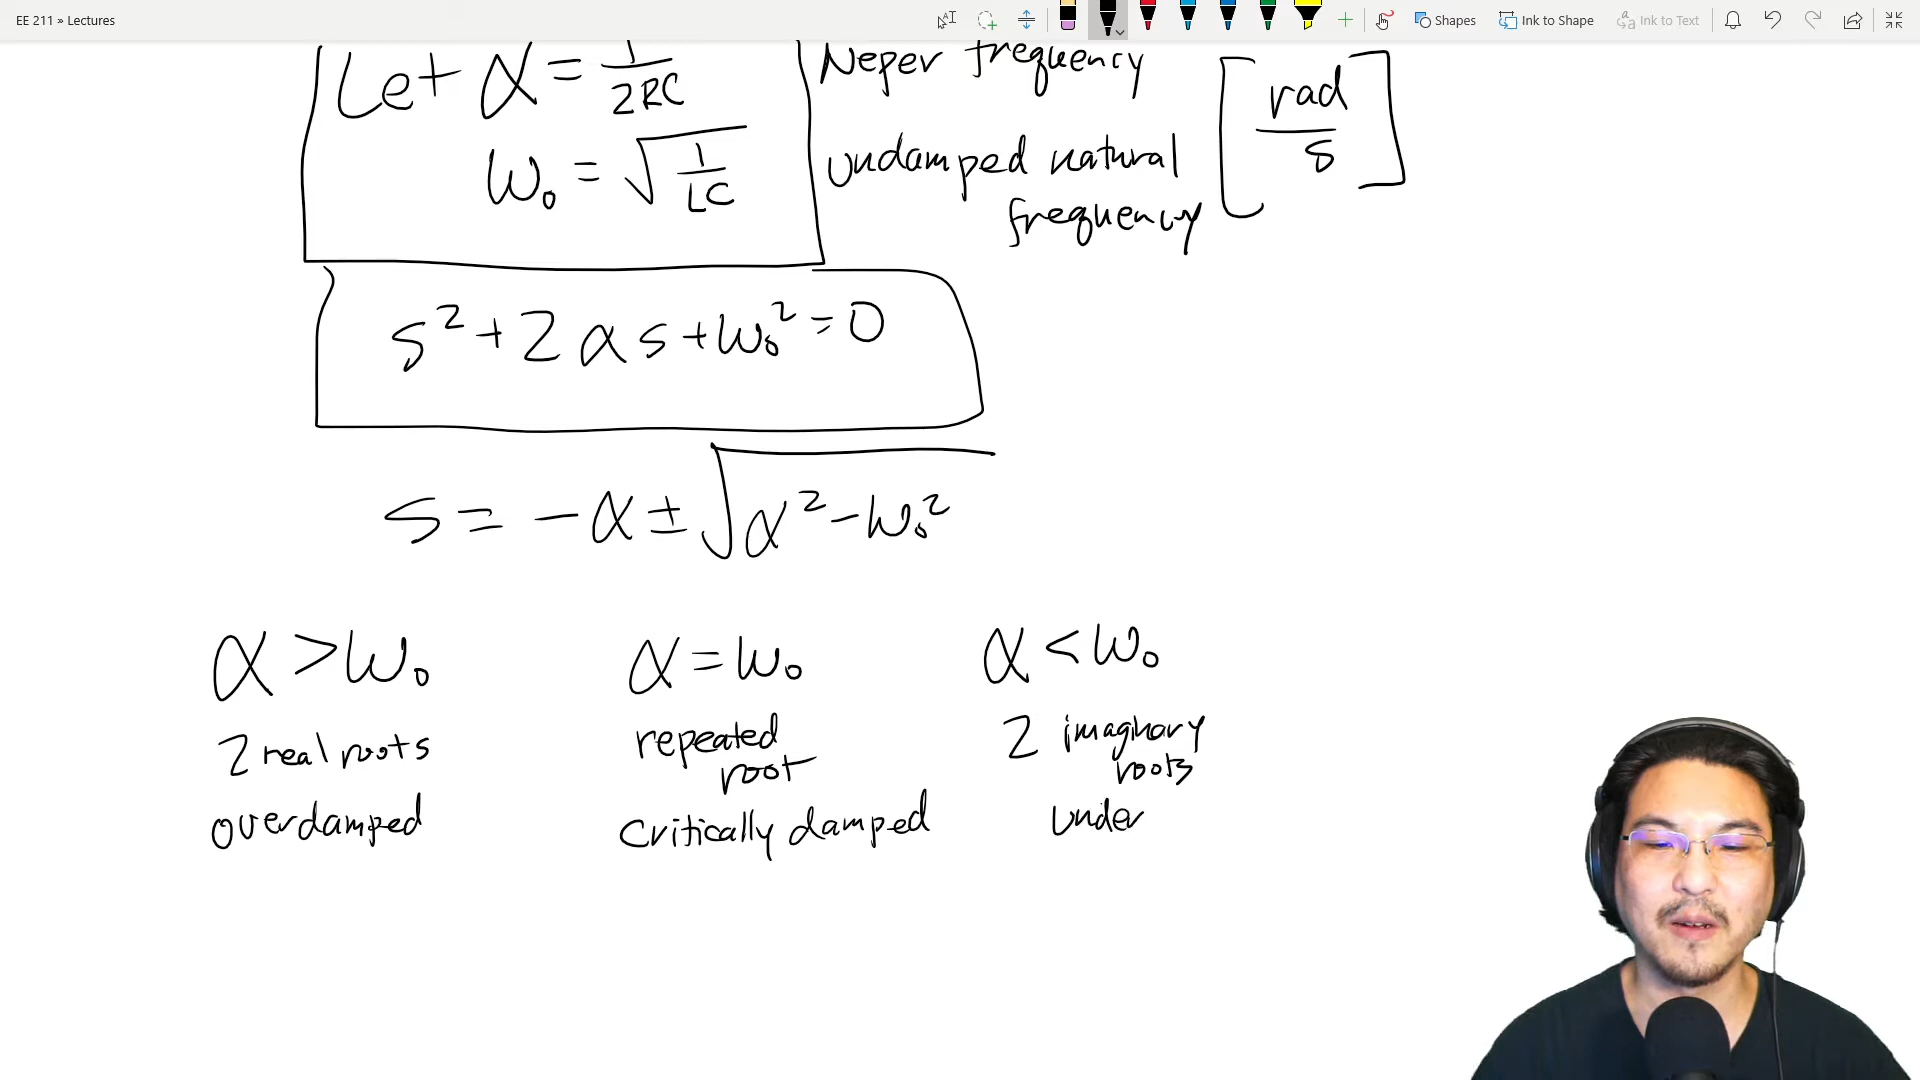 EE 211 » Lectures
Shapes
Ink to Shape
Ink to Text
Let α = 1/2RC
Neper frequency
[rad/s]
ω₀ = √(1/LC)
undamped natural
frequency
s² + 2αs + ω₀² = 0
s = -α ± √(α² - ω₀²)
α > ω₀
2 real roots
overdamped
α = ω₀
repeated
root
critically damped
α < ω₀
2 imaginary
roots
under